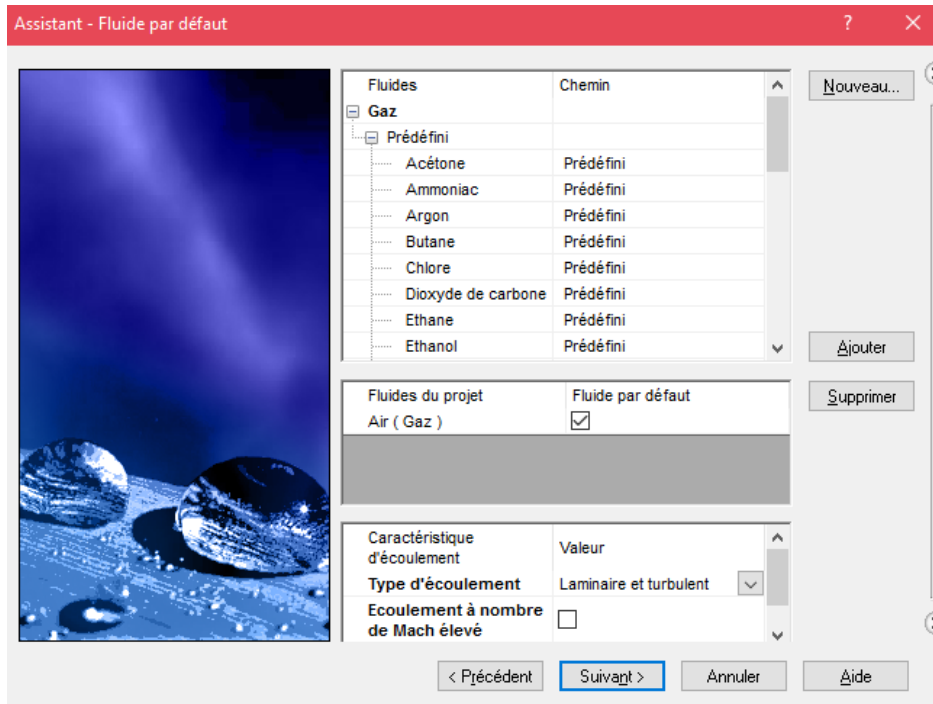 Assistant - Fluide par défaut
Fluides Chemin
Gaz
Prédéfini
Acétone Prédéfini
Ammoniac Prédéfini
Argon Prédéfini
Butane Prédéfini
Chlore Prédéfini
Dioxyde de carbone Prédéfini
Ethane Prédéfini
Ethanol Prédéfini
Nouveau...
Ajouter
Fluides du projet Fluide par défaut
Air ( Gaz )
Supprimer
Caractéristique
d'écoulement Valeur
Type d'écoulement Laminaire et turbulent
Ecoulement à nombre
de Mach élevé
< Précédent Suivant > Annuler Aide